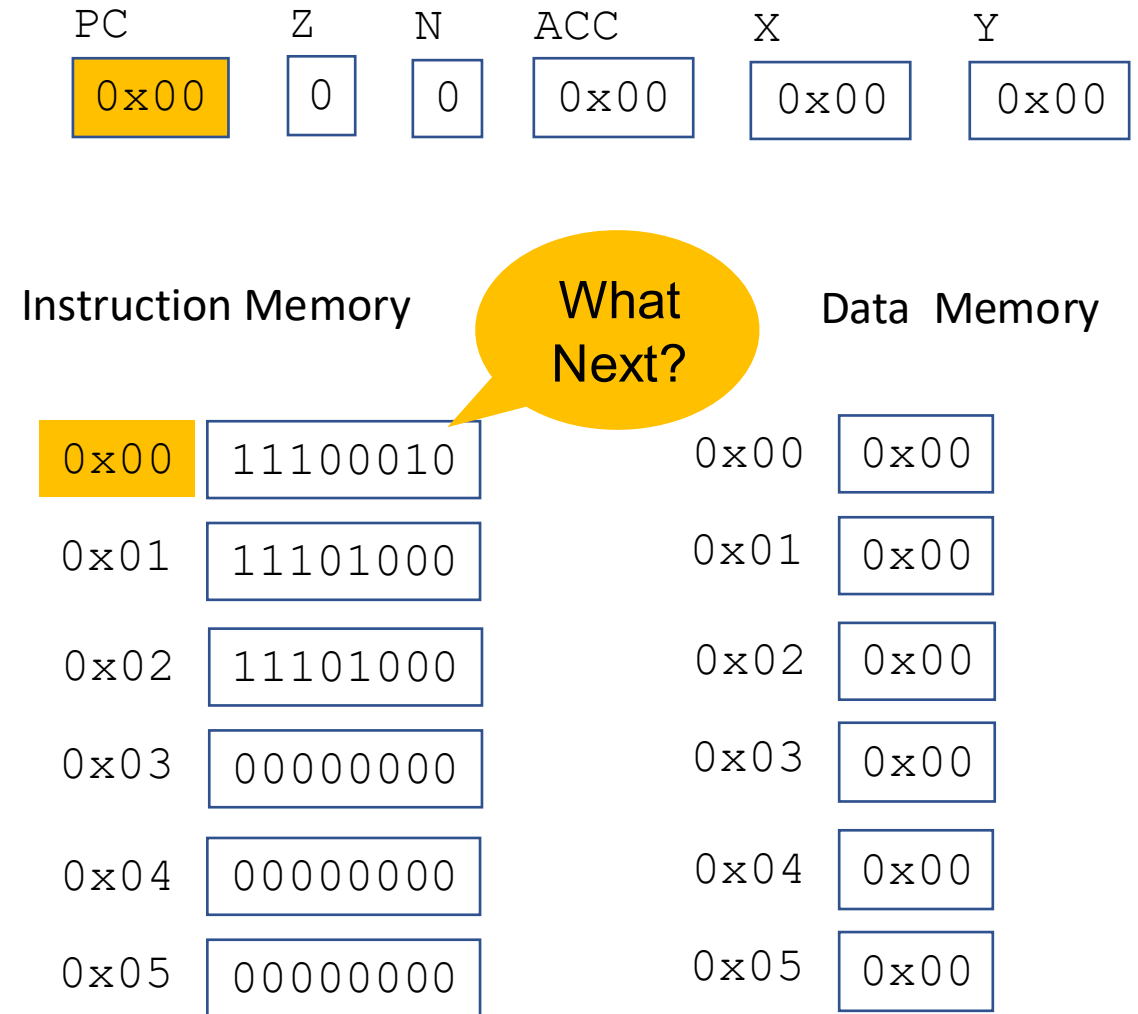 PC Z N ACC X Y
0x00 0 0 0x00 0x00 0x00
Instruction Memory
What
Next?
Data Memory
0x00 11100010 0x00 0x00
0x01 11101000 0x01 0x00
0x02 11101000 0x02 0x00
0x03 00000000 0x03 0x00
0x04 00000000 0x04 0x00
0x05 00000000 0x05 0x00